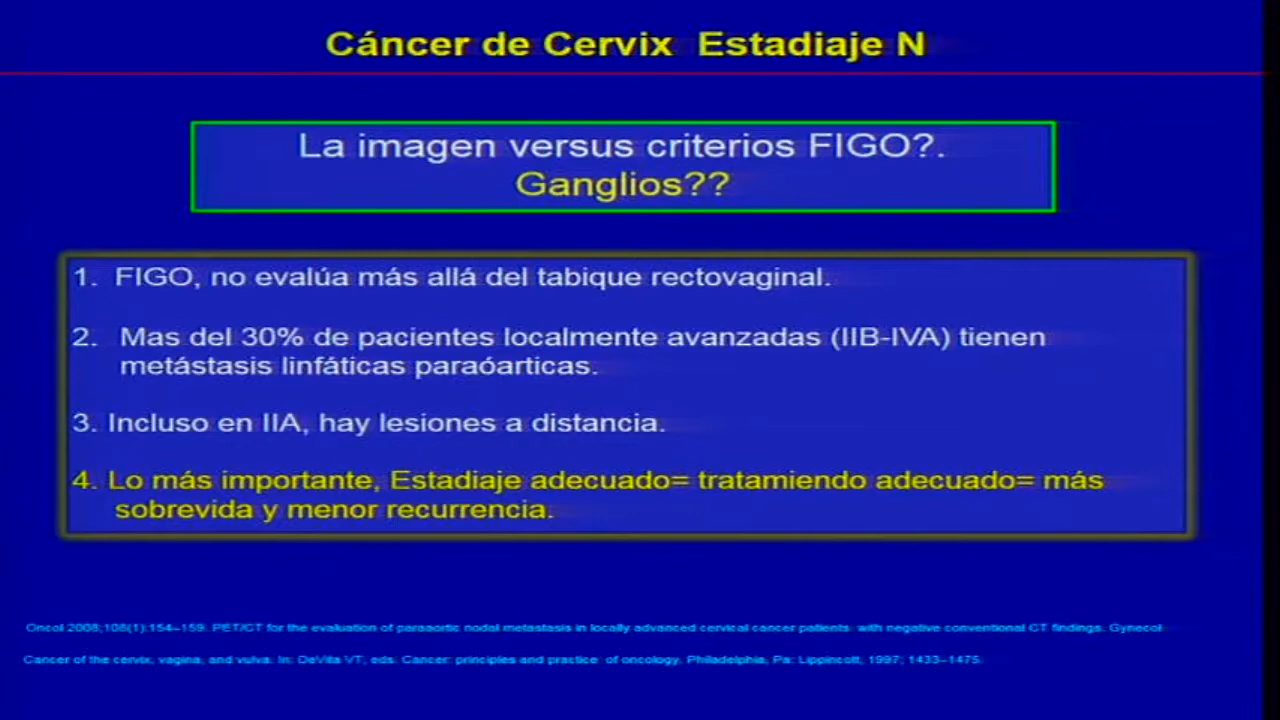 Cáncer de Cervix Estadiaje N
La imagen versus criterios FIGO?.
Ganglios??
1. FIGO, no evalúa más allá del tabique rectovaginal.
2. Mas del 30% de pacientes localmente avanzadas (IIB-IVA) tienen
metástasis linfáticas paraóarticas.
3. Incluso en IIA, hay lesiones a distancia.
4. Lo más importante, Estadiaje adecuado= tratamiendo adecuado= más
sobrevida y menor recurrencia.
Oncol 2008;108(1):154–159. PET/CT for the evaluation of paraaortic nodal metastasis in locally advanced cervical cancer patients with negative conventional CT findings. Gynecol
Cancer of the cervix, vagina, and vulva. In: DeVita VT, eds. Cancer: principles and practice of oncology. Philadelphia, Pa: Lippincott, 1997; 1433–1475.